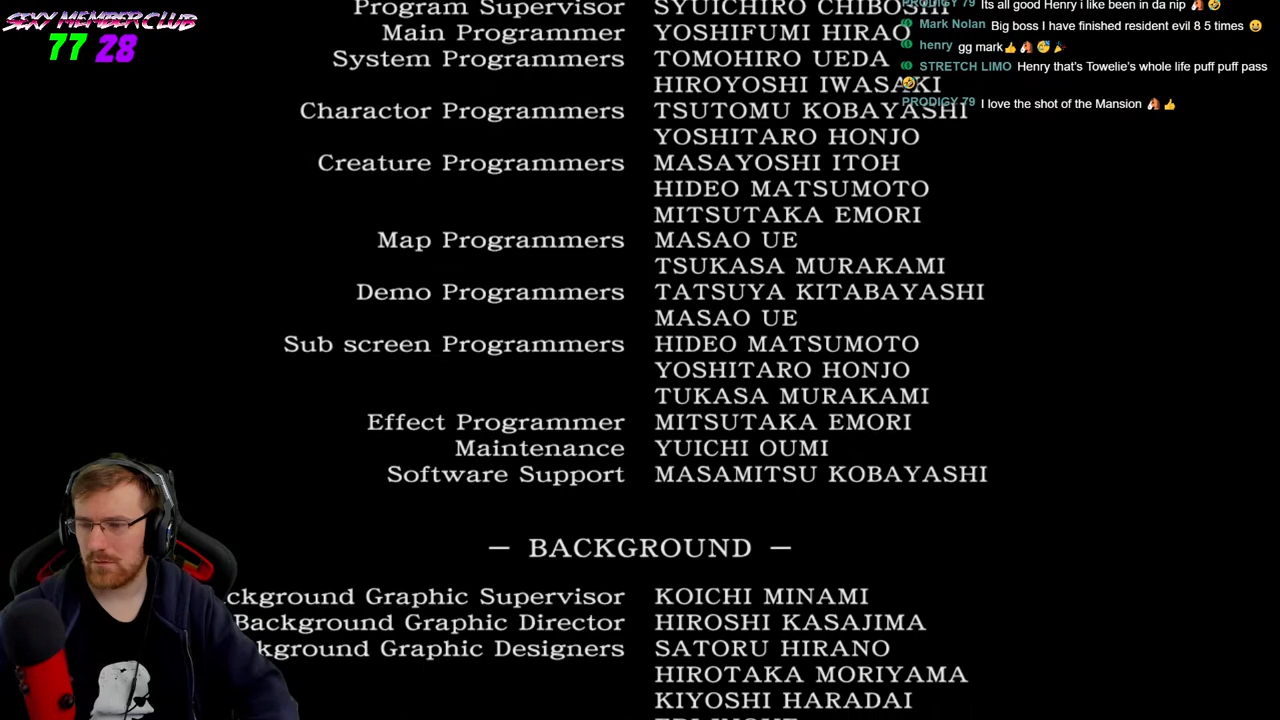 SEXY MEMBER CLUB
77 28
PRODIGY 79 Its all good Henry i like been in da nip
Mark Nolan Big boss I have finished resident evil 8 5 times
henry gg mark
STRETCH LIMO Henry that's Towelie's whole life puff puff pass
PRODIGY 79 I love the shot of the Mansion
Program Supervisor SYUICHIRO CHIBOSHI
Main Programmer YOSHIFUMI HIRAO
System Programmers TOMOHIRO UEDA
HIROYOSHI IWASAKI
Charactor Programmers TSUTOMU KOBAYASHI
YOSHITARO HONJO
Creature Programmers MASAYOSHI ITOH
HIDEO MATSUMOTO
MITSUTAKA EMORI
Map Programmers MASAO UE
TSUKASA MURAKAMI
Demo Programmers TATSUYA KITABAYASHI
MASAO UE
Sub screen Programmers HIDEO MATSUMOTO
YOSHITARO HONJO
TUKASA MURAKAMI
Effect Programmer MITSUTAKA EMORI
Maintenance YUICHI OUMI
Software Support MASAMITSU KOBAYASHI
— BACKGROUND —
ckground Graphic Supervisor KOICHI MINAMI
Background Graphic Director HIROSHI KASAJIMA
kground Graphic Designers SATORU HIRANO
HIROTAKA MORIYAMA
KIYOSHI HARADAI